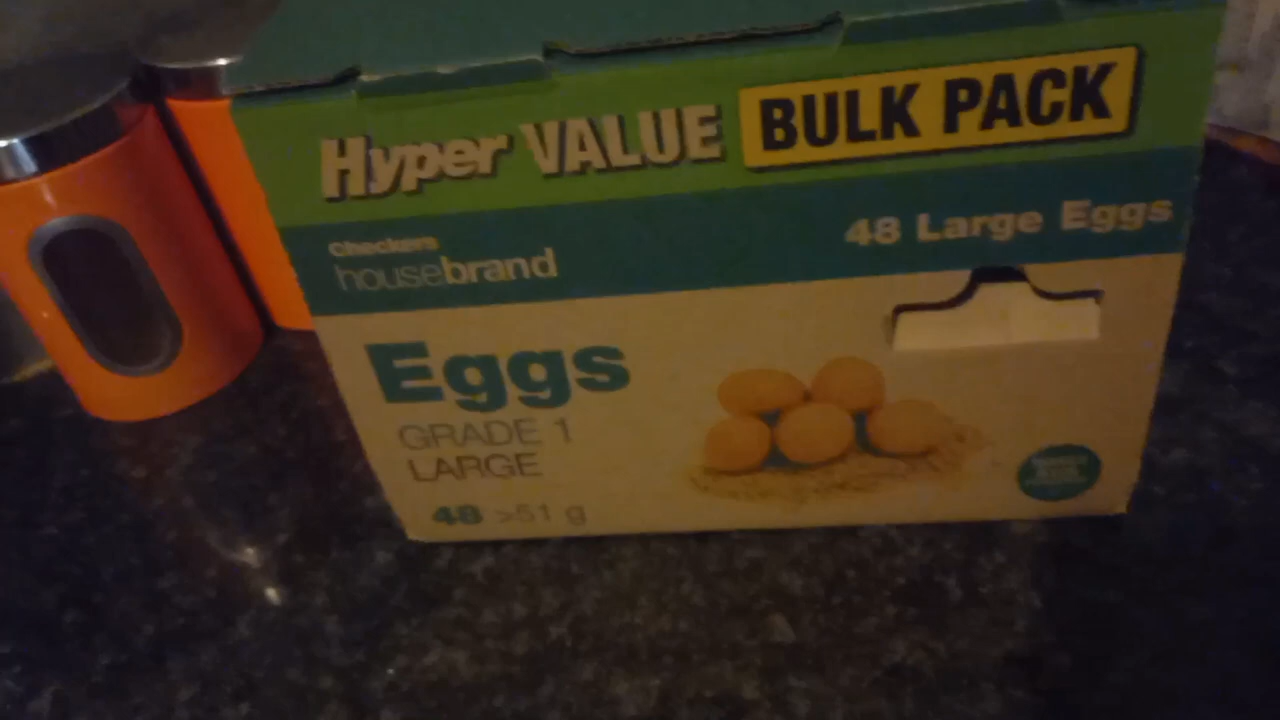 Hyper VALUE BULK PACK
Checkers
housebrand
48 Large Eggs
Eggs
GRADE 1
LARGE
48 >51 g